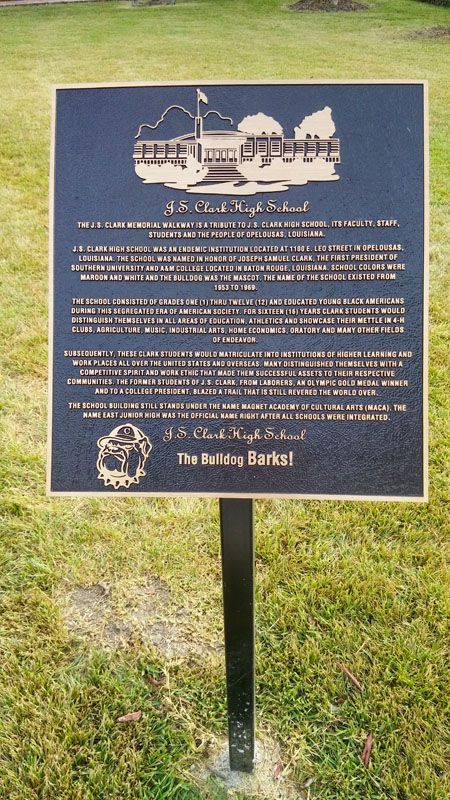 J.S. Clark High School
THE J.S. CLARK MEMORIAL WALKWAY IS A TRIBUTE TO J.S. CLARK HIGH SCHOOL, ITS FACULTY, STAFF,
STUDENTS AND THE PEOPLE OF OPELOUSAS, LOUISIANA.
J.S. CLARK HIGH SCHOOL WAS AN ENDEMIC INSTITUTION LOCATED AT 1100 E. LEO STREET IN OPELOUSAS,
LOUISIANA. THE SCHOOL WAS NAMED IN HONOR OF JOSEPH SAMUEL CLARK, THE FIRST PRESIDENT OF
SOUTHERN UNIVERSITY AND A&M COLLEGE LOCATED IN BATON ROUGE, LOUISIANA. SCHOOL COLORS WERE
MAROON AND WHITE AND THE BULLDOG WAS THE MASCOT. THE NAME OF THE SCHOOL EXISTED FROM
1953 TO 1969.
THE SCHOOL CONSISTED OF GRADES ONE (1) THRU TWELVE (12) AND EDUCATED YOUNG BLACK AMERICANS
DURING THIS SEGREGATED ERA OF AMERICAN SOCIETY. FOR SIXTEEN (16) YEARS CLARK STUDENTS WOULD
DISTINGUISH THEMSELVES IN ALL AREAS OF EDUCATION, ATHLETICS AND SHOWCASE THEIR METTLE IN 4-H
CLUBS, AGRICULTURE, MUSIC, INDUSTRIAL ARTS, HOME ECONOMICS, ORATORY AND MANY OTHER FIELDS
OF ENDEAVOR.
SUBSEQUENTLY, THESE CLARK STUDENTS WOULD MATRICULATE INTO INSTITUTIONS OF HIGHER LEARNING AND
WORK PLACES ALL OVER THE UNITED STATES AND OVERSEAS. MANY DISTINGUISHED THEMSELVES WITH A
COMPETITIVE SPIRIT AND WORK ETHIC THAT MADE THEM SUCCESSFUL ASSETS TO THEIR RESPECTIVE
COMMUNITIES. THE FORMER STUDENTS OF J.S. CLARK, FROM LABORERS, AN OLYMPIC GOLD MEDAL WINNER
AND TO A COLLEGE PRESIDENT, BLAZED A TRAIL THAT IS STILL REVERED THE WORLD OVER.
THE SCHOOL BUILDING STILL STANDS UNDER THE NAME MAGNET ACADEMY OF CULTURAL ARTS (MACA). THE
NAME EAST JUNIOR HIGH WAS THE OFFICIAL NAME RIGHT AFTER ALL SCHOOLS WERE INTEGRATED.
J.S. Clark High School
The Bulldog Barks!